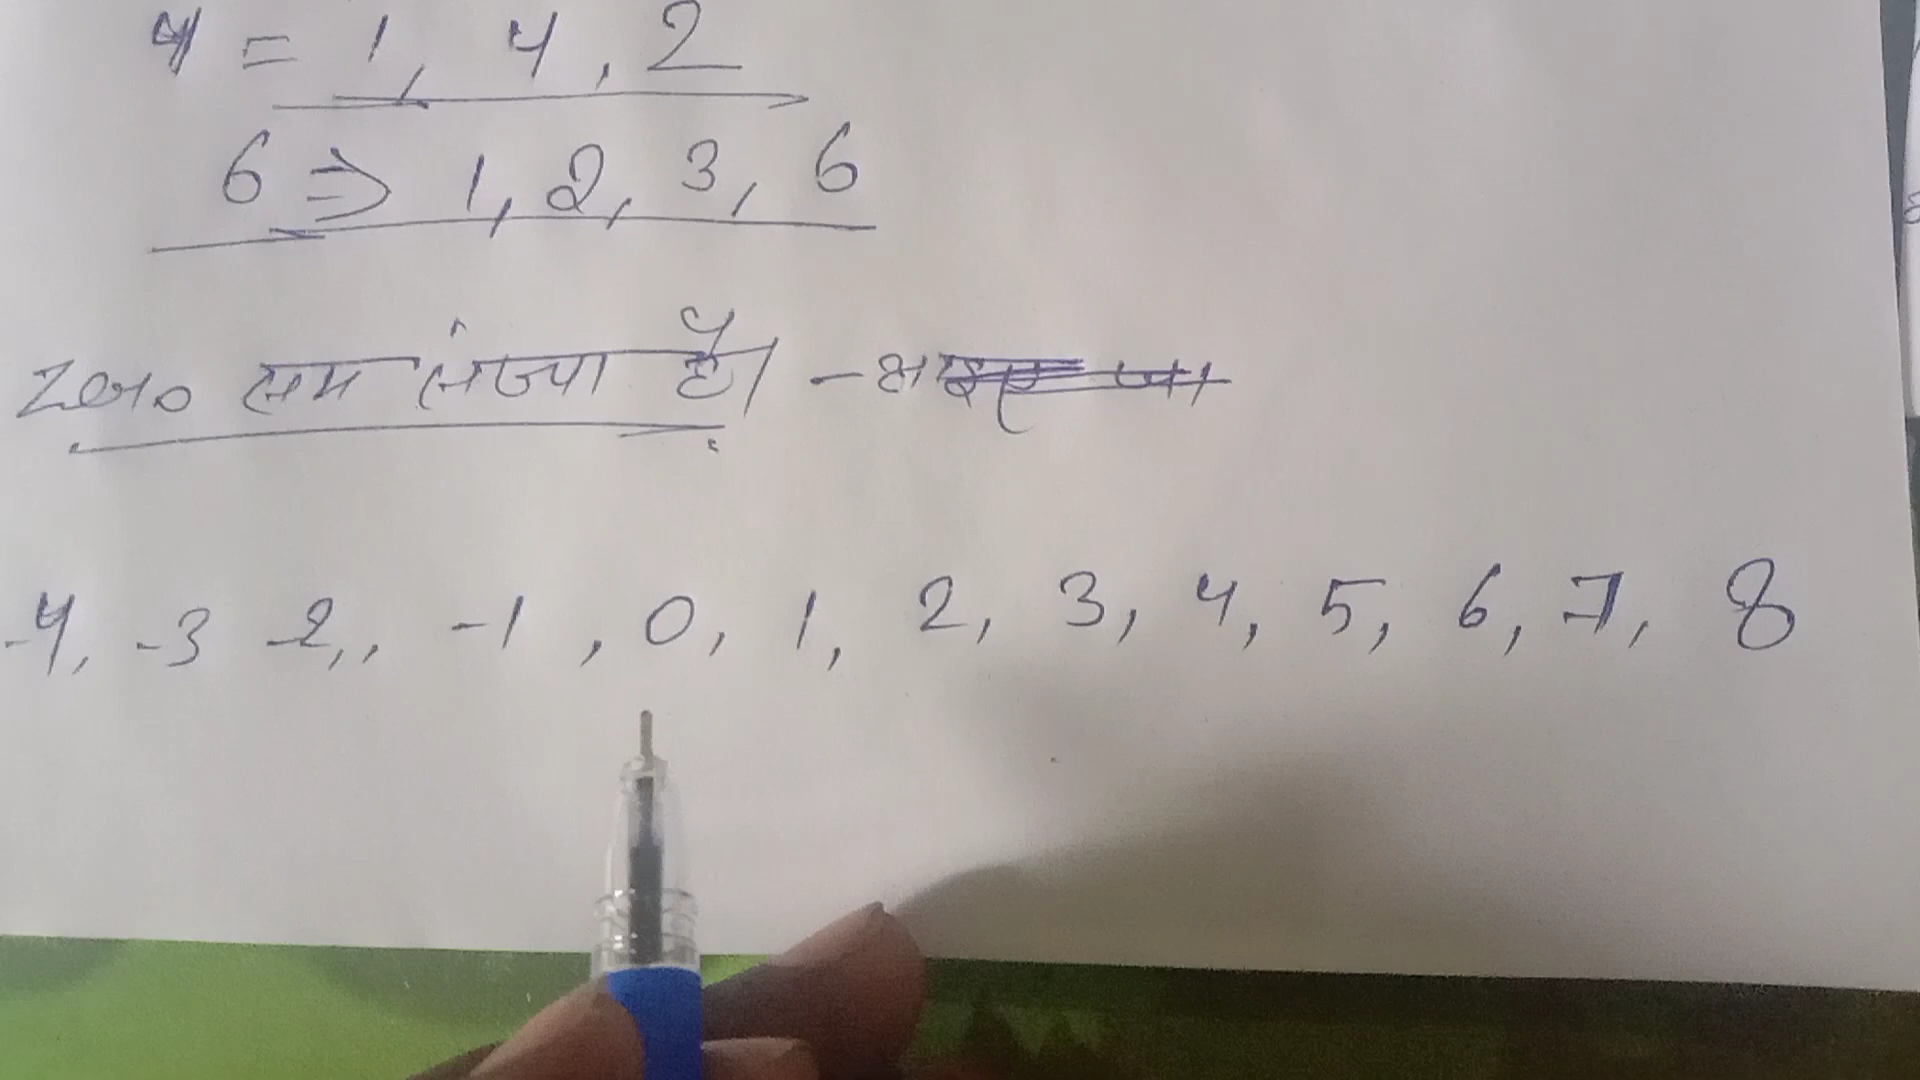 4 = 1, 4, 2
6 ⇒ 1, 2, 3, 6
Zero सम संख्या है।
-4, -3 -2,, -1, 0, 1, 2, 3, 4, 5, 6, 7, 8